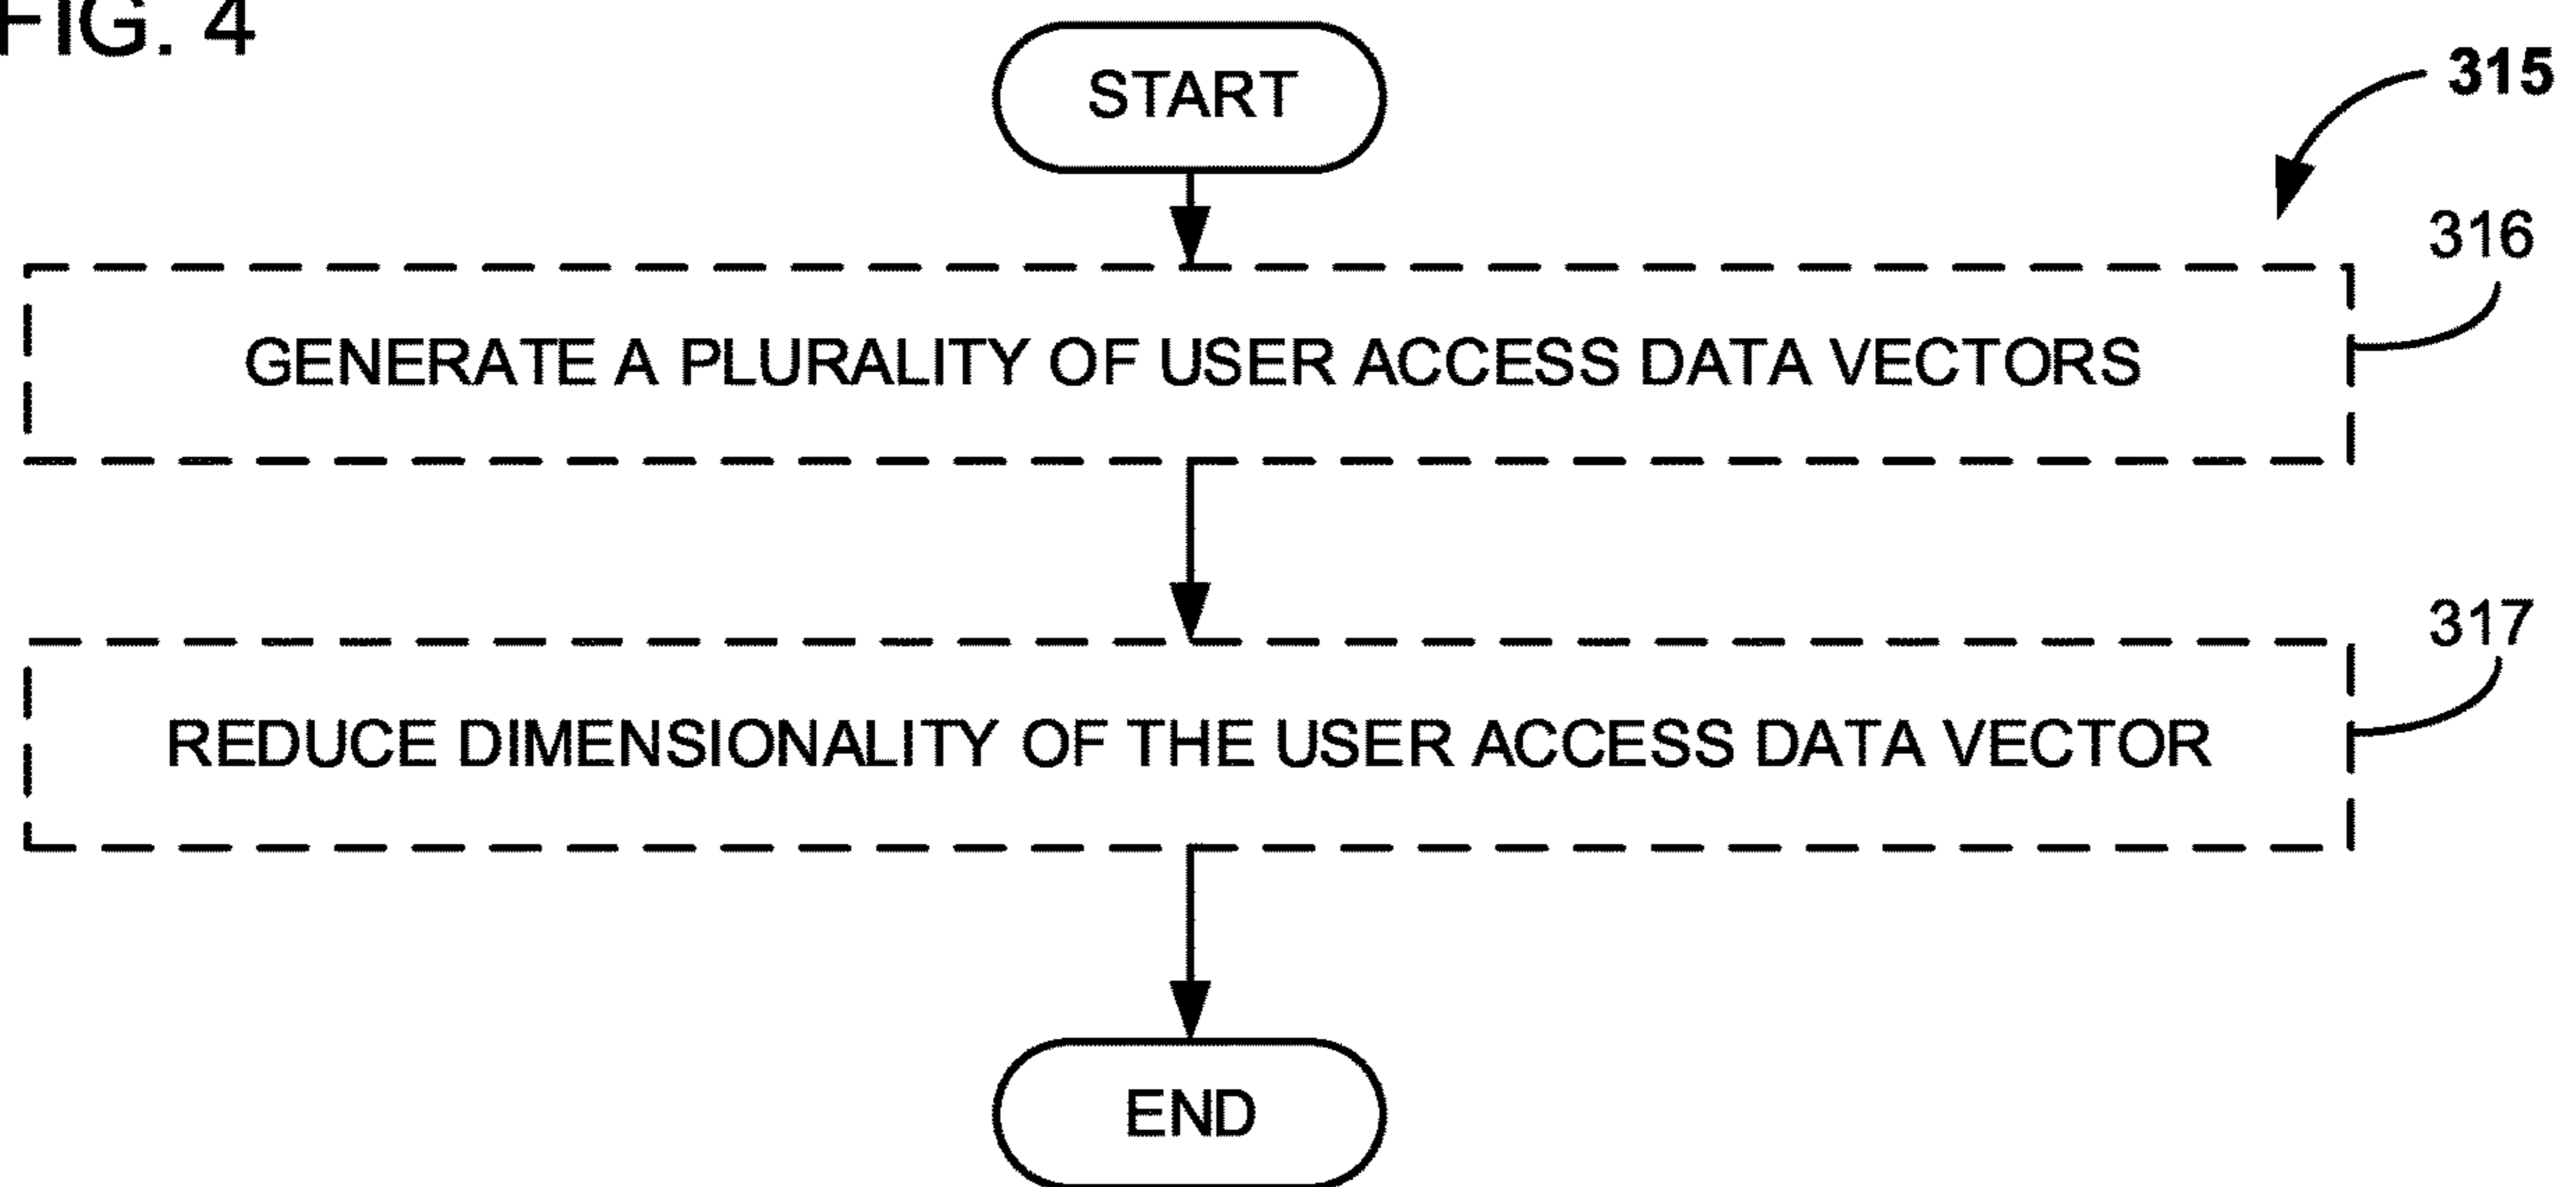 FIG. 4
START
315
316
GENERATE A PLURALITY OF USER ACCESS DATA VECTORS
317
REDUCE DIMENSIONALITY OF THE USER ACCESS DATA VECTOR
END